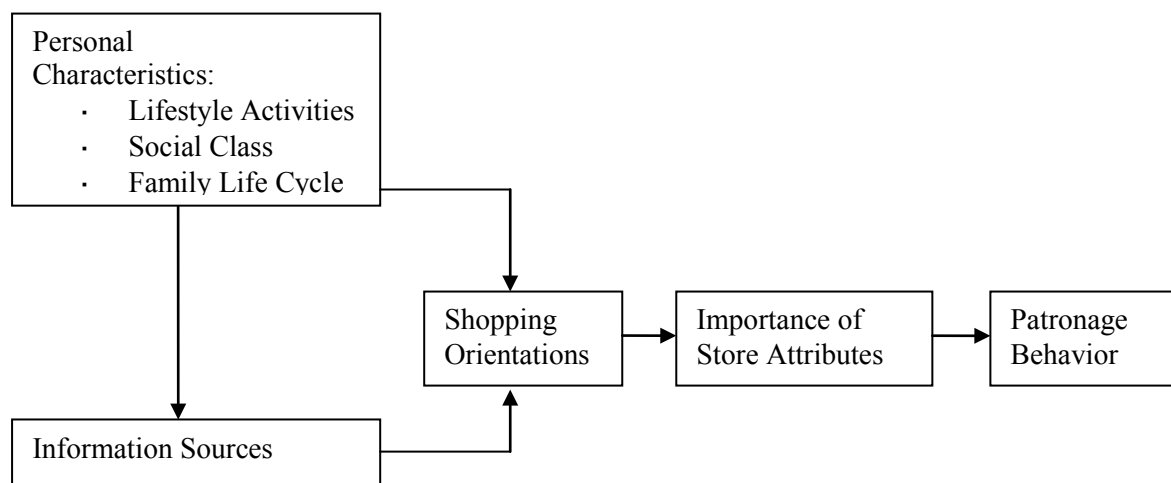 Personal
Characteristics:
· Lifestyle Activities
· Social Class
· Family Life Cycle
Shopping
Orientations
Importance of
Store Attributes
Patronage
Behavior
Information Sources